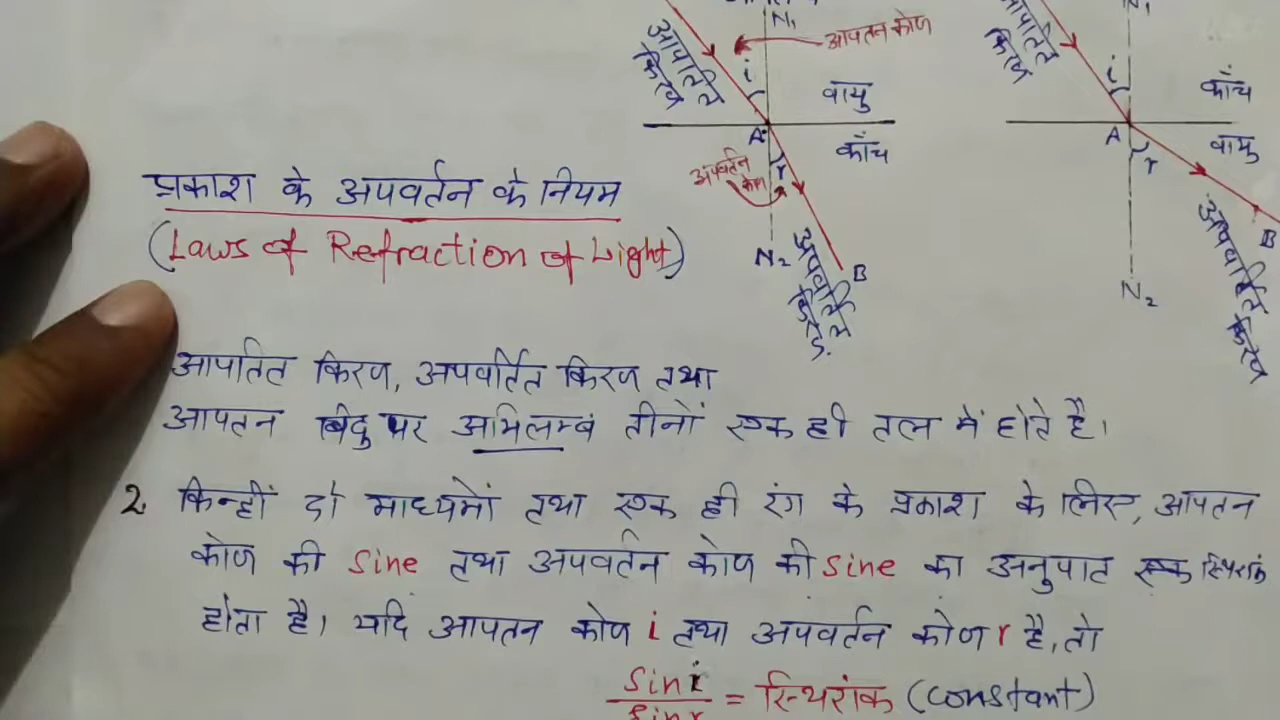 N₁
आपतन कोण
आपतित
किरण
i
वायु
A
काँच
अपवर्तन
कोण
r
N₂
B
अपवर्तित
किरण
N₁
आपतित
किरण
i
काँच
A
वायु
r
B
N₂
अपवर्तित
किरण
प्रकाश के अपवर्तन के नियम
(Laws of Refraction of Light)
आपतित किरण, अपवर्तित किरण तथा
आपतन बिंदु पर अभिलम्बं तीनों एक ही तल में होते है।
2. किन्हीं दो माध्यमों तथा एक ही रंग के प्रकाश के लिए, आपतन
कोण की sine तथा अपवर्तन कोण की sine का अनुपात एक स्थिरांक
होता है। यदि आपतन कोण i तथा अपवर्तन कोण r है, तो
sin i / sin r = स्थिरांक (constant)